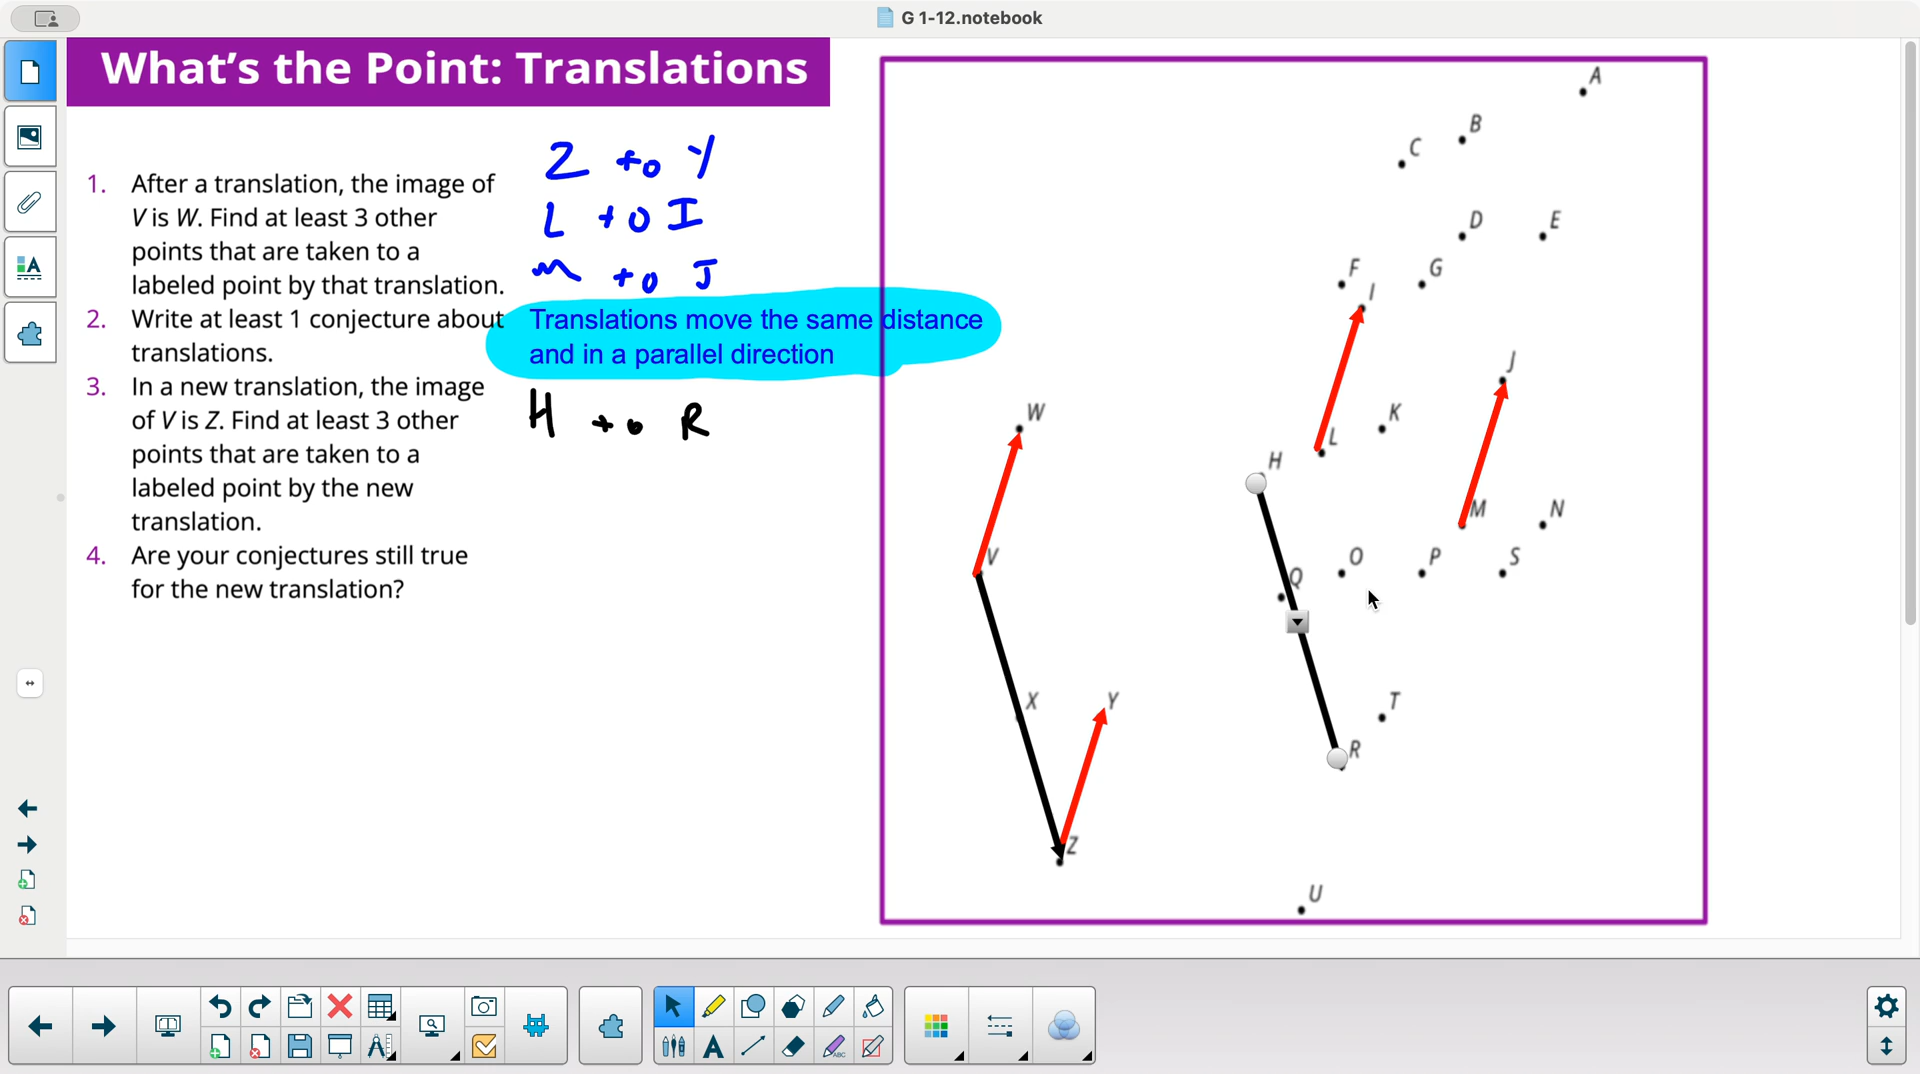 G 1-12.notebook
What's the Point: Translations
1. After a translation, the image of
V is W. Find at least 3 other
points that are taken to a
labeled point by that translation.
2. Write at least 1 conjecture about
translations.
3. In a new translation, the image
of V is Z. Find at least 3 other
points that are taken to a
labeled point by the new
translation.
4. Are your conjectures still true
for the new translation?
Z to Y
L to I
m to J
Translations move the same distance
and in a parallel direction
H to R
A
B
C
D
E
F
G
I
J
W
K
L
H
M
N
V
O
P
S
Q
X
Y
T
R
Z
U
A
A
ABC